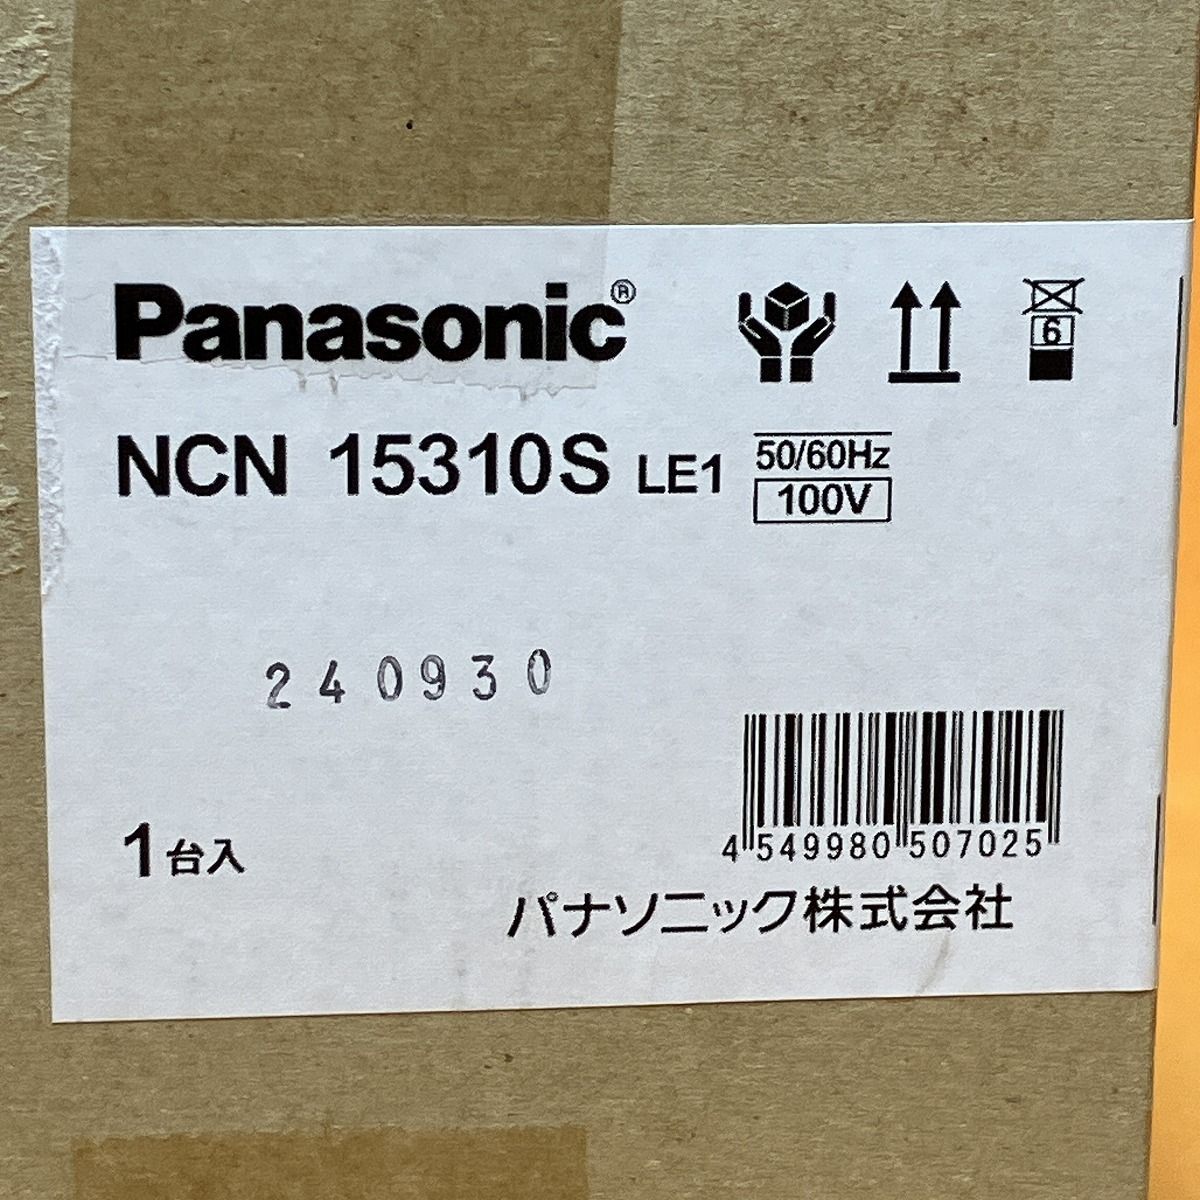 Panasonic®
6
NCN 15310S LE1
50/60Hz
100V
240930
4 549980 507025
1台入
パナソニック株式会社